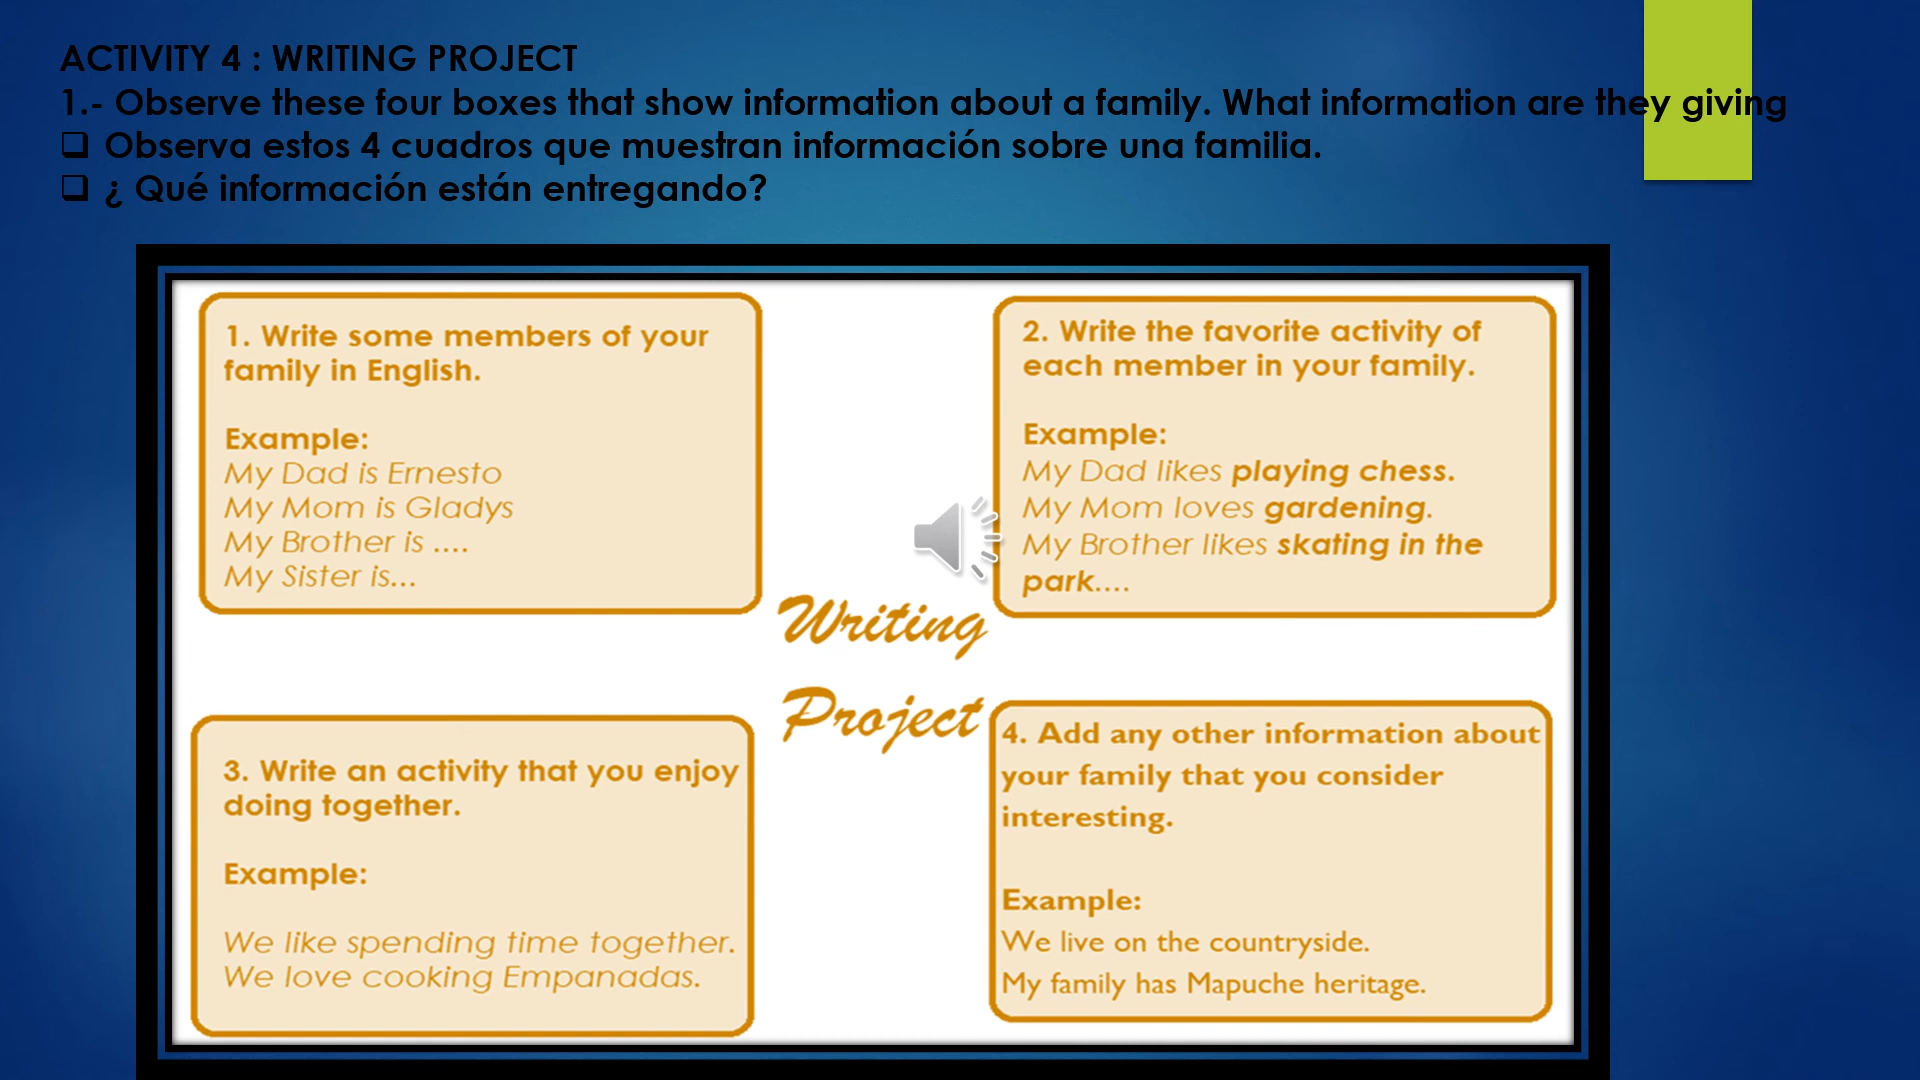 ACTIVITY 4 : WRITING PROJECT
1.- Observe these four boxes that show information about a family. What information are they giving
❑ Observa estos 4 cuadros que muestran información sobre una familia.
❑ ¿ Qué información están entregando?
1. Write some members of your
family in English.
Example:
My Dad is Ernesto
My Mom is Gladys
My Brother is ....
My Sister is...
2. Write the favorite activity of
each member in your family.
Example:
My Dad likes playing chess.
My Mom loves gardening.
My Brother likes skating in the
park....
Writing
Project
3. Write an activity that you enjoy
doing together.
Example:
We like spending time together.
We love cooking Empanadas.
4. Add any other information about
your family that you consider
interesting.
Example:
We live on the countryside.
My family has Mapuche heritage.